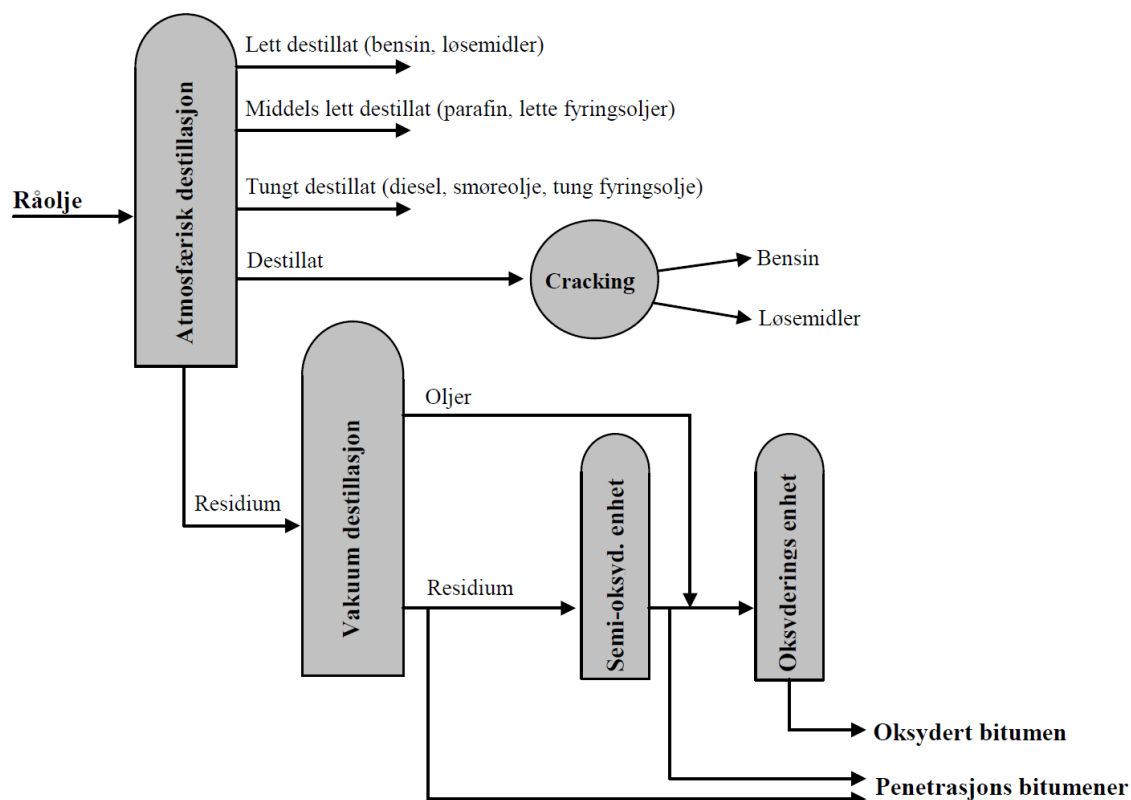 Lett destillat (bensin, løsemidler)
Middels lett destillat (parafin, lette fyringsoljer)
Atmosfærisk destillasjon
Tungt destillat (diesel, smøreolje, tung fyringsolje)
Råolje
Destillat
Cracking
Bensin
Løsemidler
Vakuum destillasjon
Oljer
Residium
Residium
Semi-oksyd. enhet
Oksyderings enhet
Oksydert bitumen
Penetrasjons bitumener